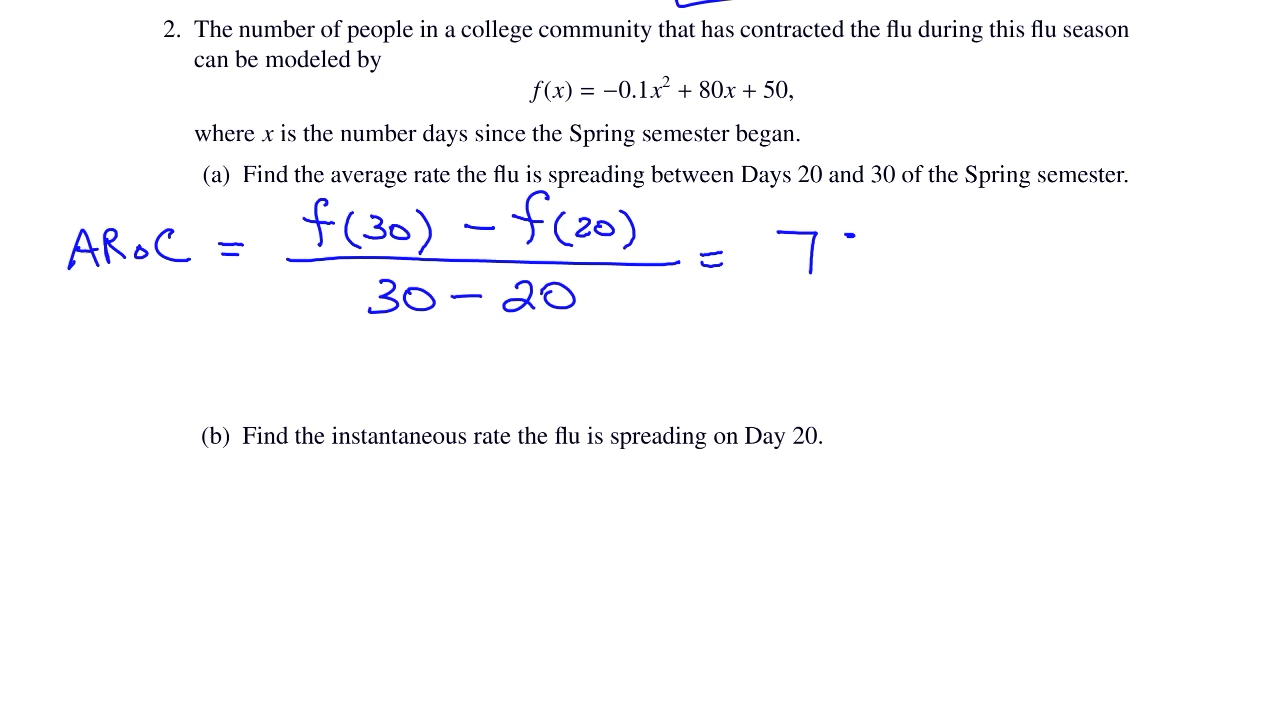 2. The number of people in a college community that has contracted the flu during this flu season
can be modeled by
f(x) = −0.1x² + 80x + 50,
where x is the number days since the Spring semester began.
(a) Find the average rate the flu is spreading between Days 20 and 30 of the Spring semester.
ARoC = f(30) − f(20) / 30 − 20 = 7
(b) Find the instantaneous rate the flu is spreading on Day 20.